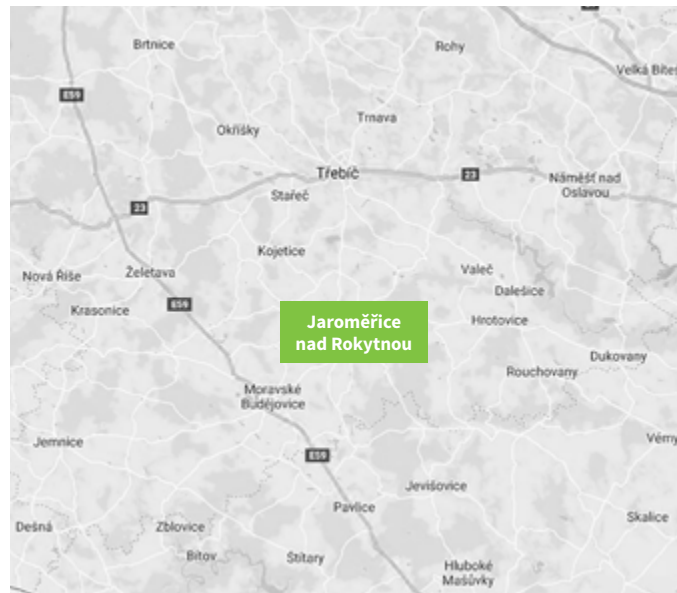 Brtnice
Rohy
Velká Bíteš
E59
Trnava
Okříšky
Třebíč
23
Náměšť nad
Oslavou
Stařeč
23
Kojetice
Valeč
Želetava
Nová Říše
Dalešice
E59
Krasonice
Jaroměřice
nad Rokytnou
Hrotovice
Dukovany
Rouchovany
Moravské
Budějovice
Jemnice
Věmy
E59
Jevišovice
Pavlice
Skalice
Dešná
Zblovice
Bítov
Štítary
Hluboké
Mašůvky